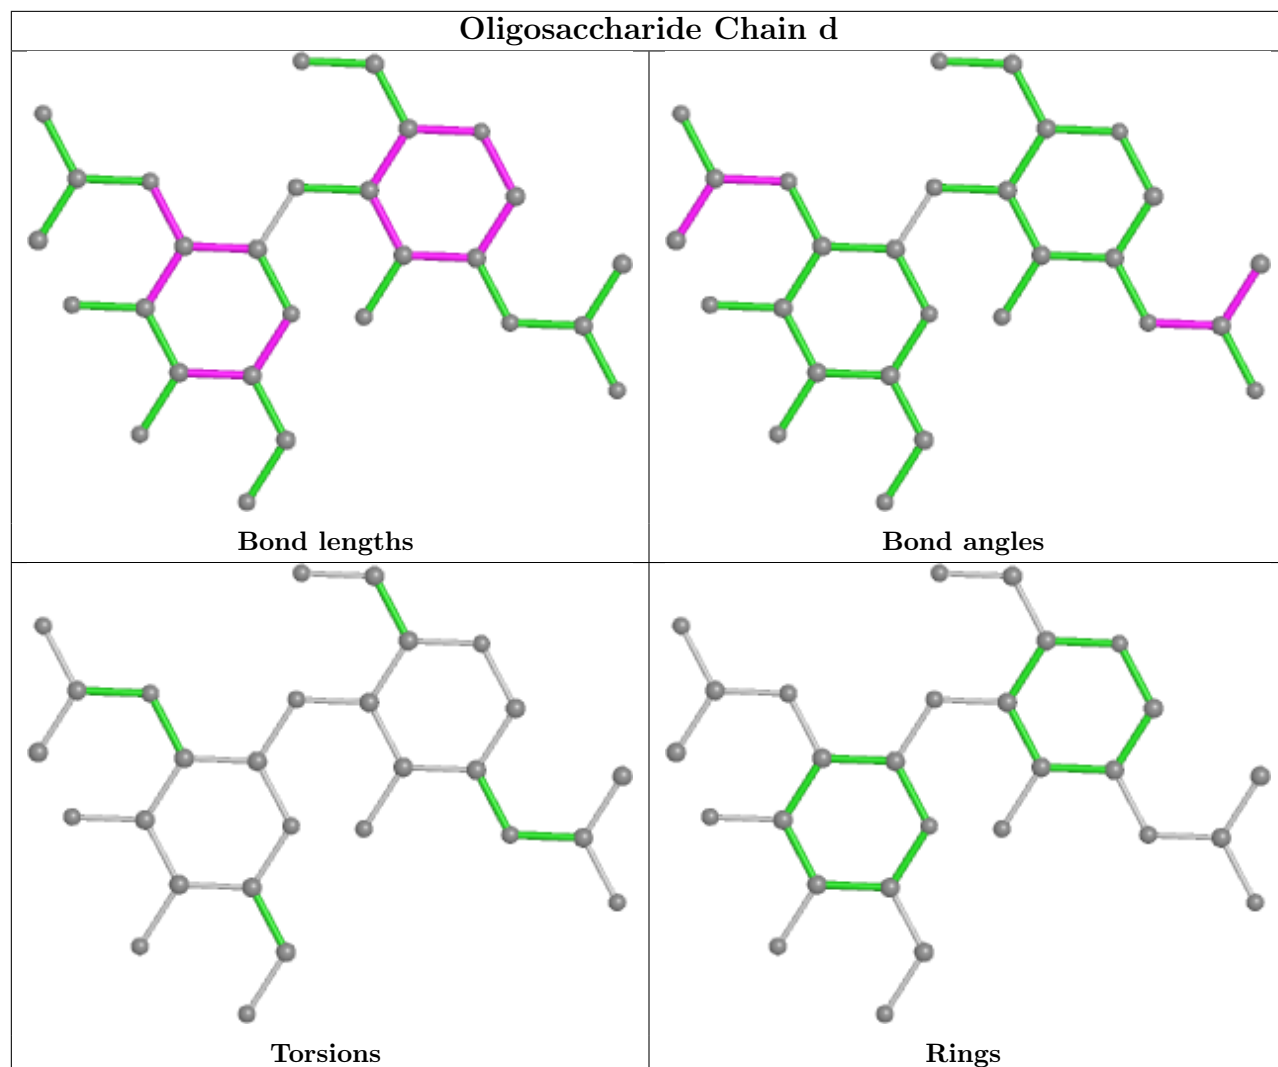 Oligosaccharide Chain d
Bond lengths
Bond angles
Torsions
Rings